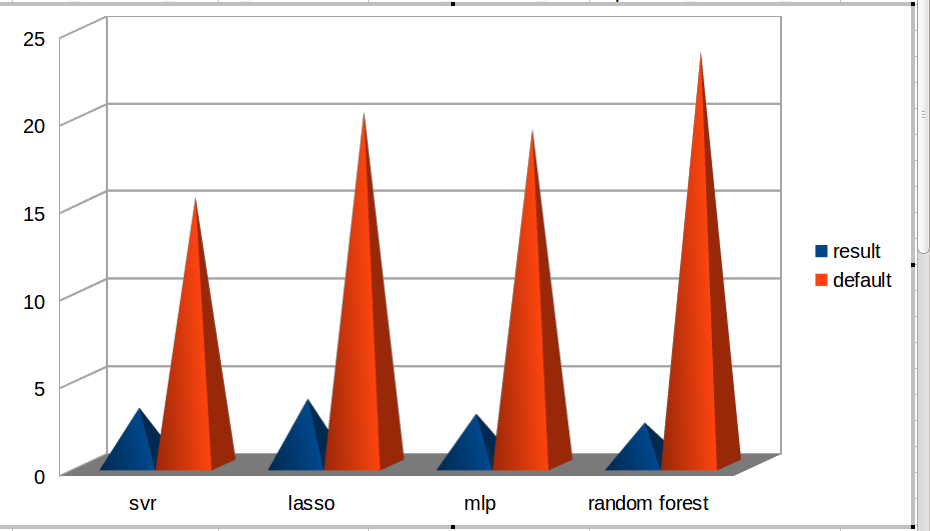 25
20
15
10
5
0
svr
lasso
mlp
random forest
result
default